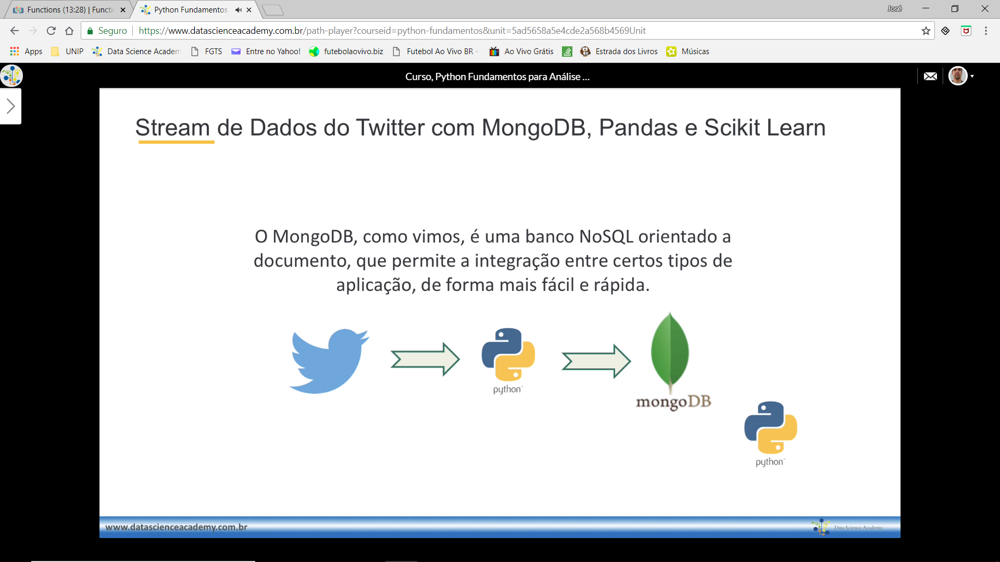 Functions (13:28) | Functi
Python Fundamentos
José
Seguro
https://www.datascienceacademy.com.br/path-player?courseid=python-fundamentos&unit=5ad5658a5e4cde2a568b4569Unit
Apps
UNIP
Data Science Academ
FGTS
Entre no Yahoo!
futebolaovivo.biz
Futebol Ao Vivo BR -
Ao Vivo Grátis
Estrada dos Livros
Músicas
Curso, Python Fundamentos para Análise ...
Stream de Dados do Twitter com MongoDB, Pandas e Scikit Learn
O MongoDB, como vimos, é uma banco NoSQL orientado a
documento, que permite a integração entre certos tipos de
aplicação, de forma mais fácil e rápida.
python™
mongoDB
python™
www.datascienceacademy.com.br
Data Science Academy